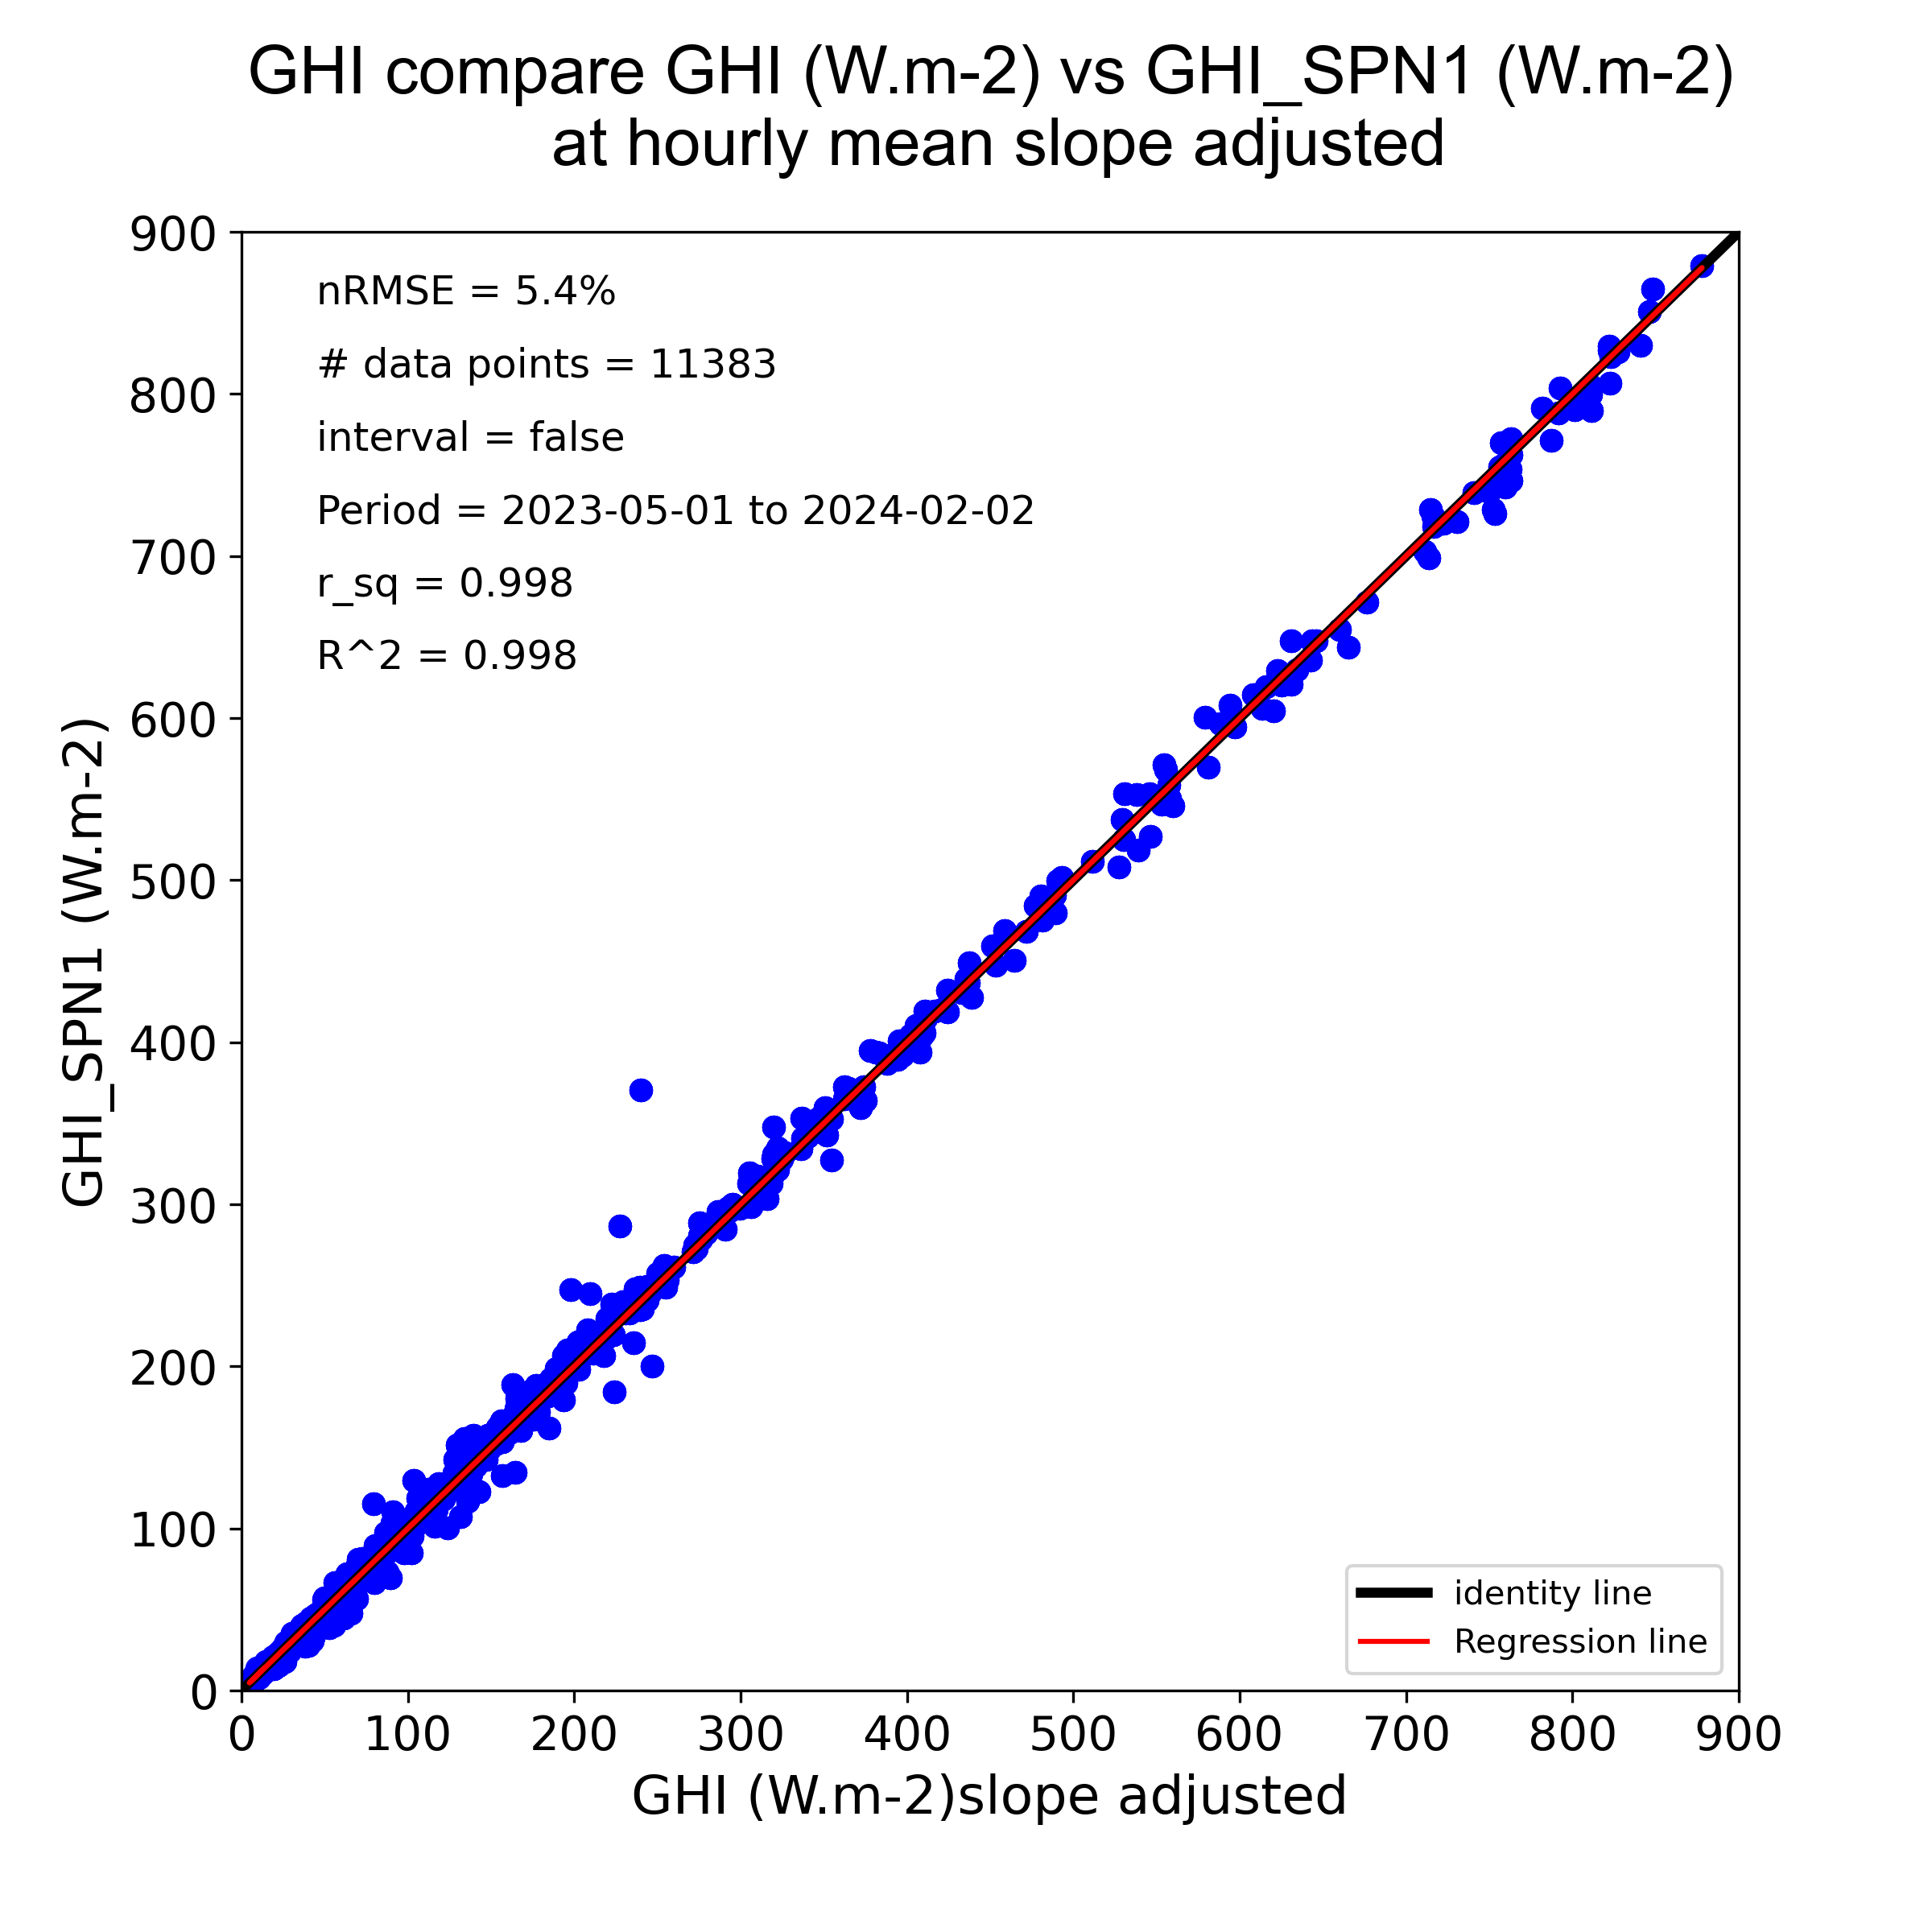 GHI compare GHI (W.m-2) vs GHI_SPN1 (W.m-2)
at hourly mean slope adjusted
900
800
700
600
500
400
300
200
100
0
GHI_SPN1 (W.m-2)
nRMSE = 5.4%
# data points = 11383
interval = false
Period = 2023-05-01 to 2024-02-02
r_sq = 0.998
R^2 = 0.998
identity line
Regression line
0 100 200 300 400 500 600 700 800 900
GHI (W.m-2)slope adjusted